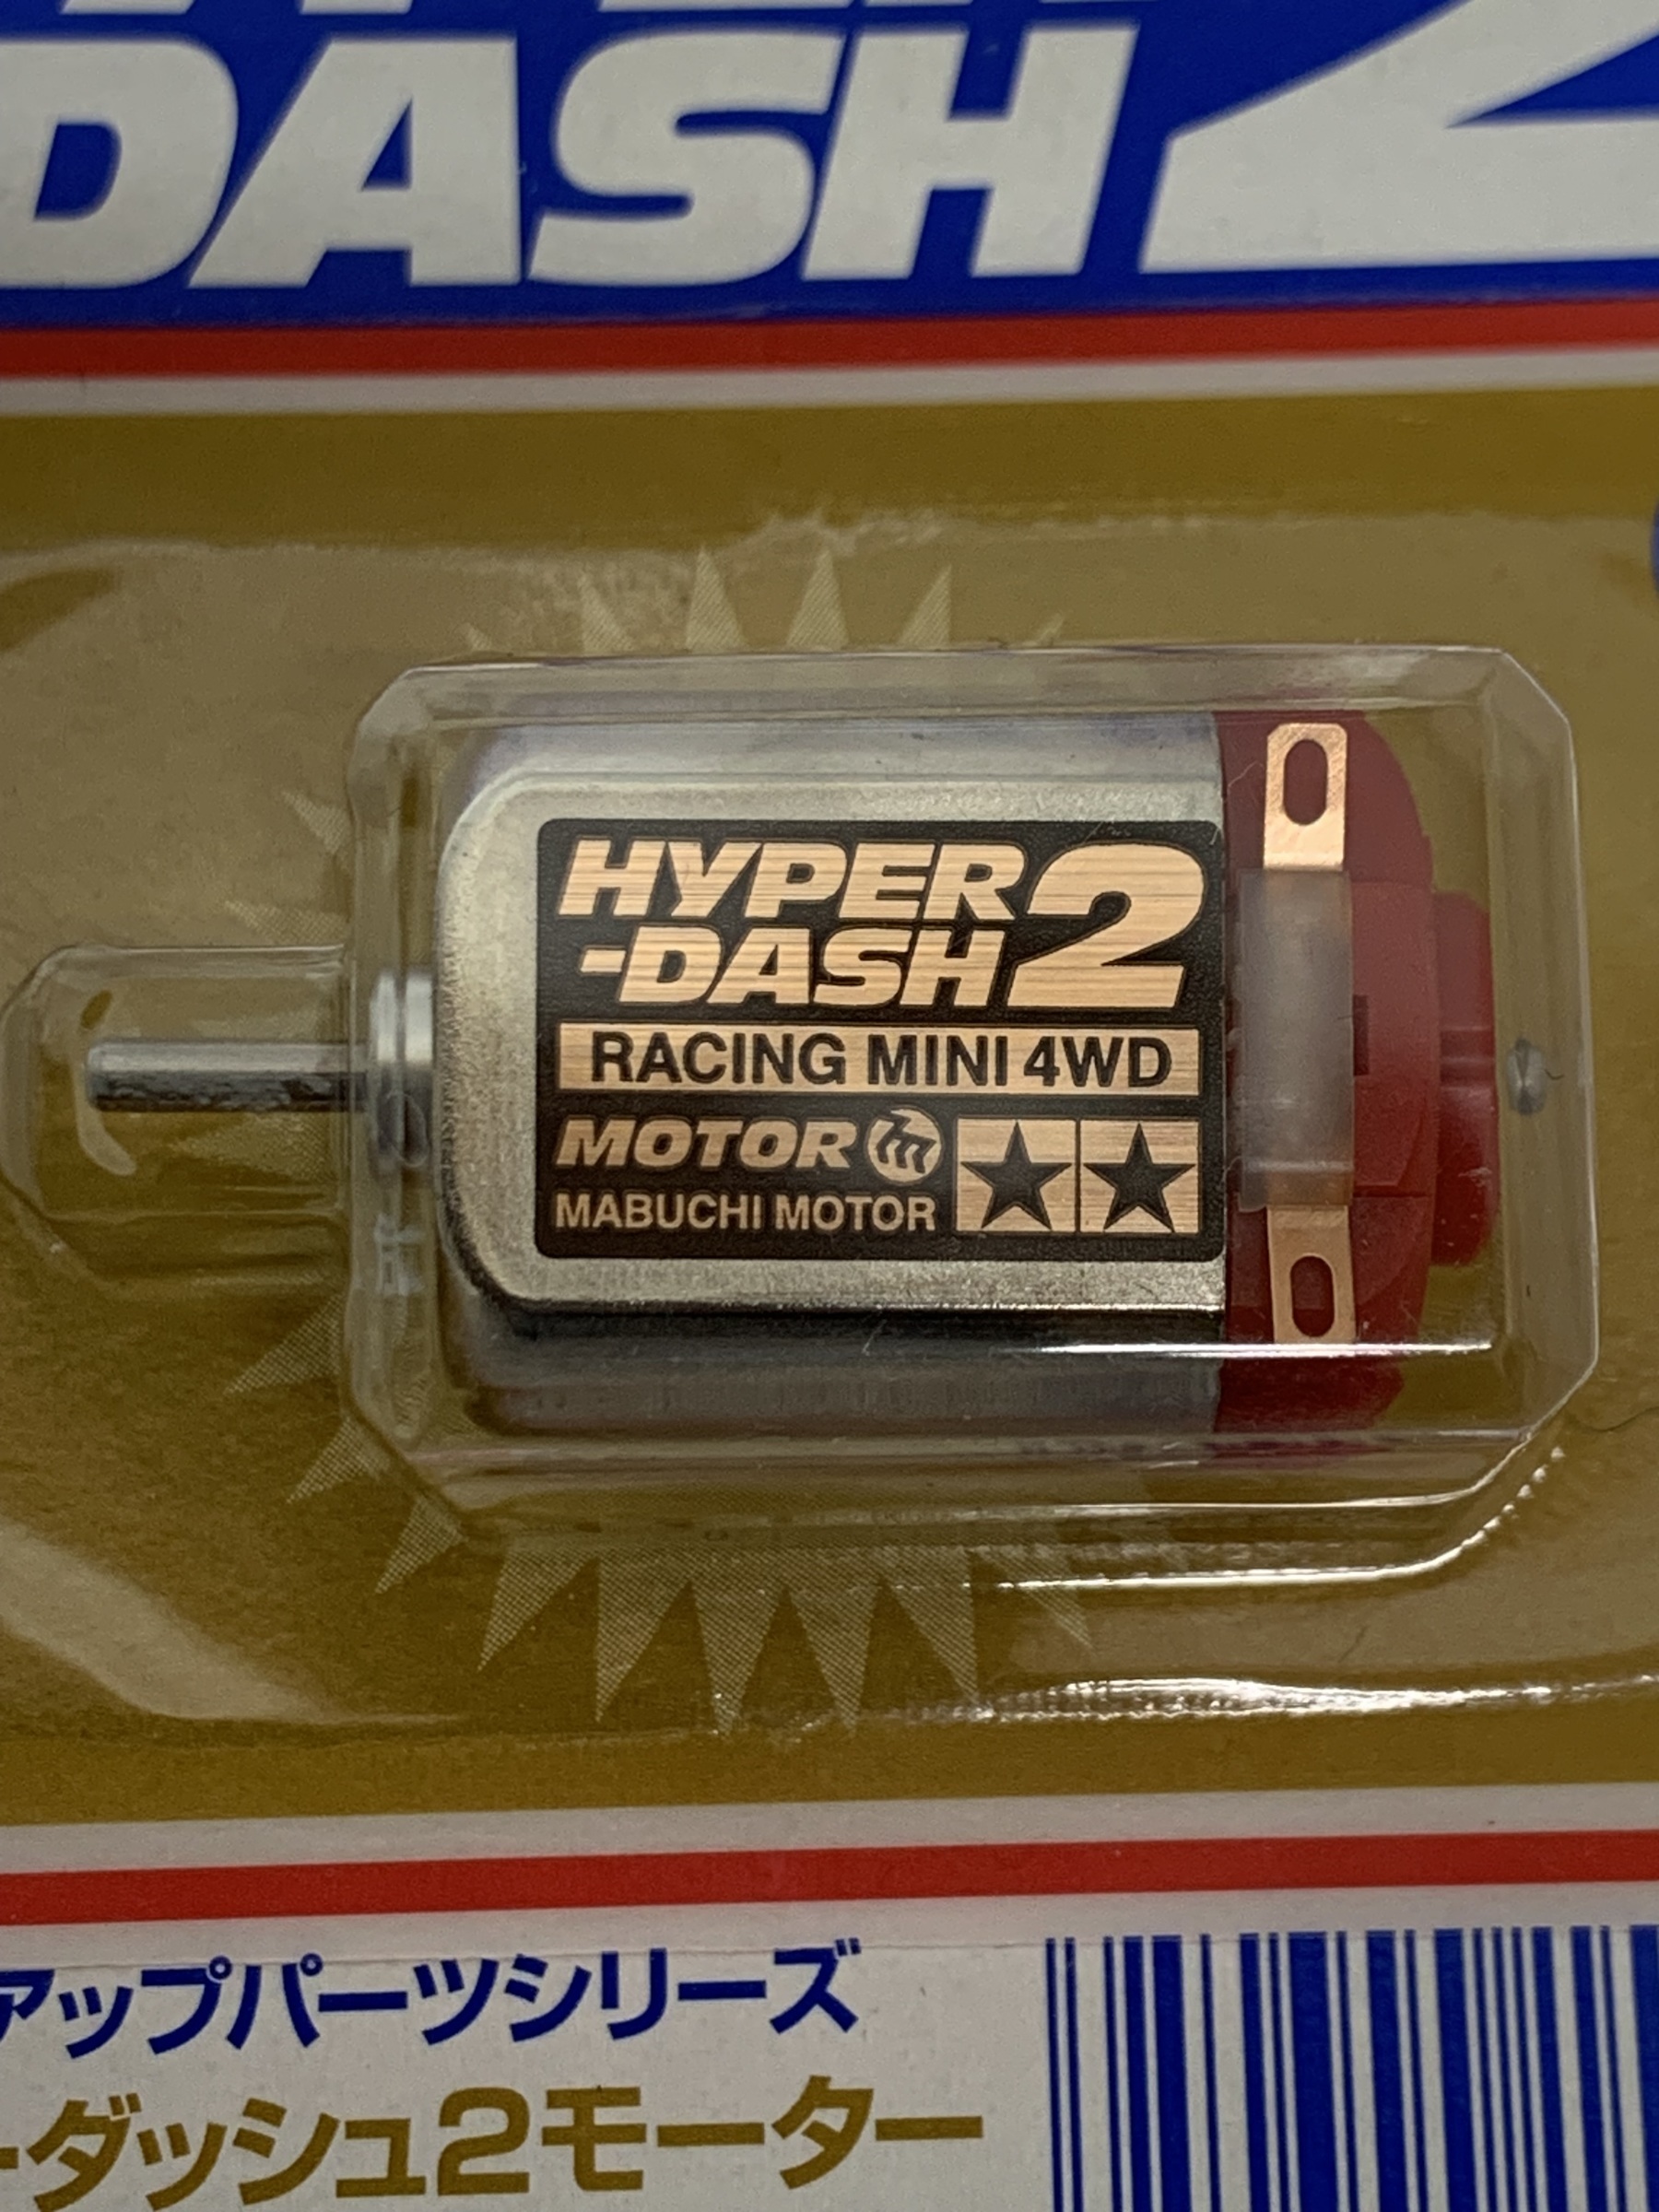 DASH 2
HYPER
-DASH 2
RACING MINI 4WD
MOTOR
MABUCHI MOTOR
アップパーツシリーズ
ーダッシュ2モーター